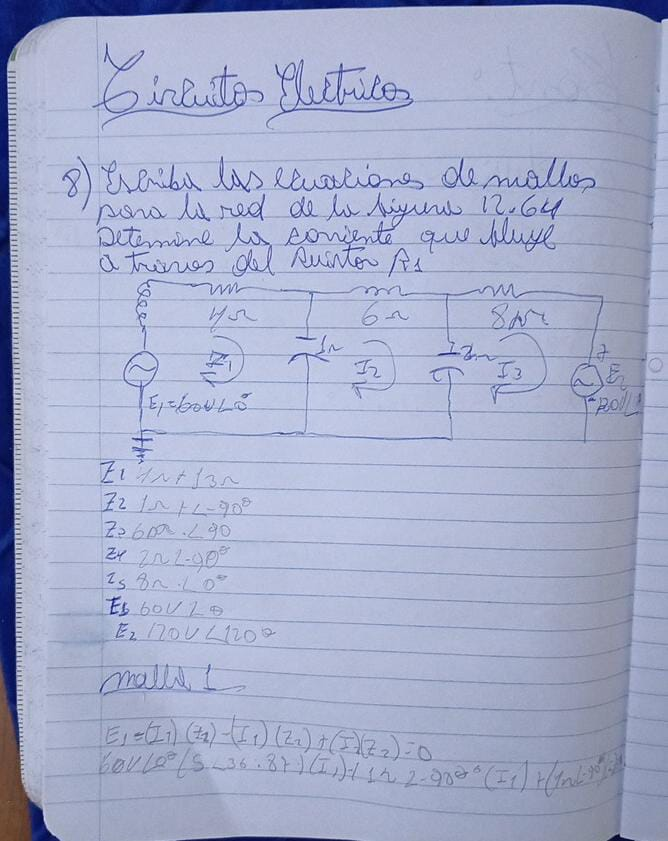 Circuitos Electricos
8) Escriba las ecuaciones de mallas
para la red de la figura 12.64
Determine la corriente que fluye
a traves del
R1
4Ω 6Ω 8Ω
1Ω 2Ω
I1 I2 I3
E1=60V∠0° E2
Z1 4Ω+J3Ω
Z2 1Ω+∠-90°
Z3 6Ω.∠90
Z4 2Ω∠-90°
Z5 8Ω.∠0°
E1 60V∠0
E2 120V∠120°
malla 1
E1=(I1)(Z1)-(I1)(Z2)+(I2)(Z2)=0
60V∠0°(5∠36.87)(I1)-(1Ω∠-90°(I1)+(1Ω∠-90°)